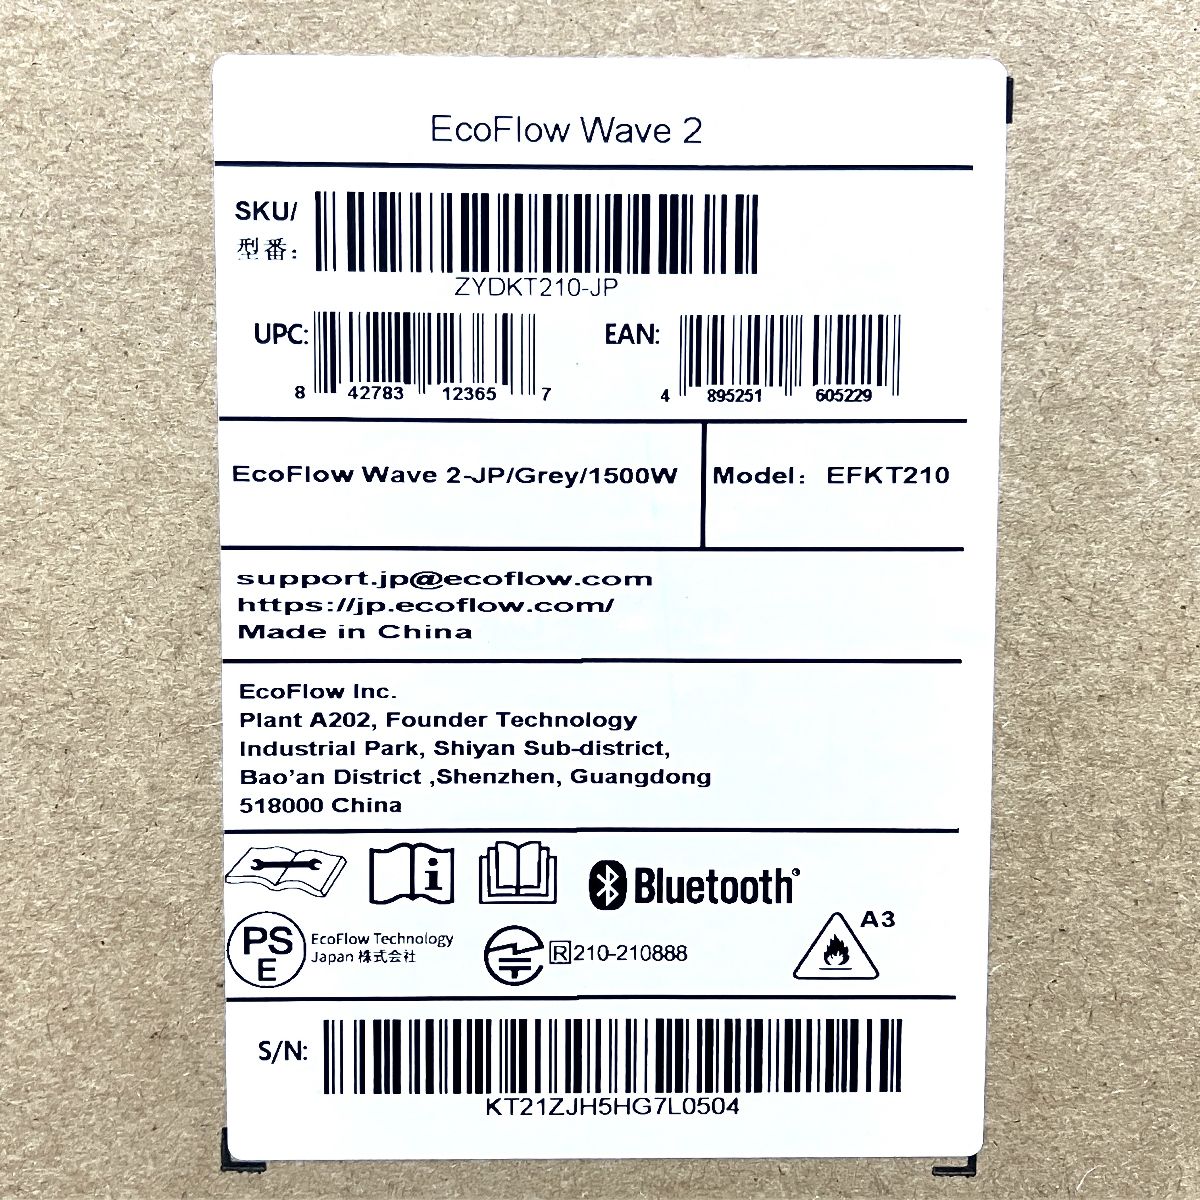 EcoFlow Wave 2
SKU/
型番:
ZYDKT210-JP
UPC: EAN:
8 42783 12365 7
4 895251 605229
EcoFlow Wave 2-JP/Grey/1500W
Model: EFKT210
support.jp@ecoflow.com
https://jp.ecoflow.com/
Made in China
EcoFlow Inc.
Plant A202, Founder Technology
Industrial Park, Shiyan Sub-district,
Bao'an District ,Shenzhen, Guangdong
518000 China
i
Bluetooth®
PS
E
EcoFlow Technology
Japan 株式会社
R 210-210888
A3
S/N:
KT21ZJH5HG7L0504